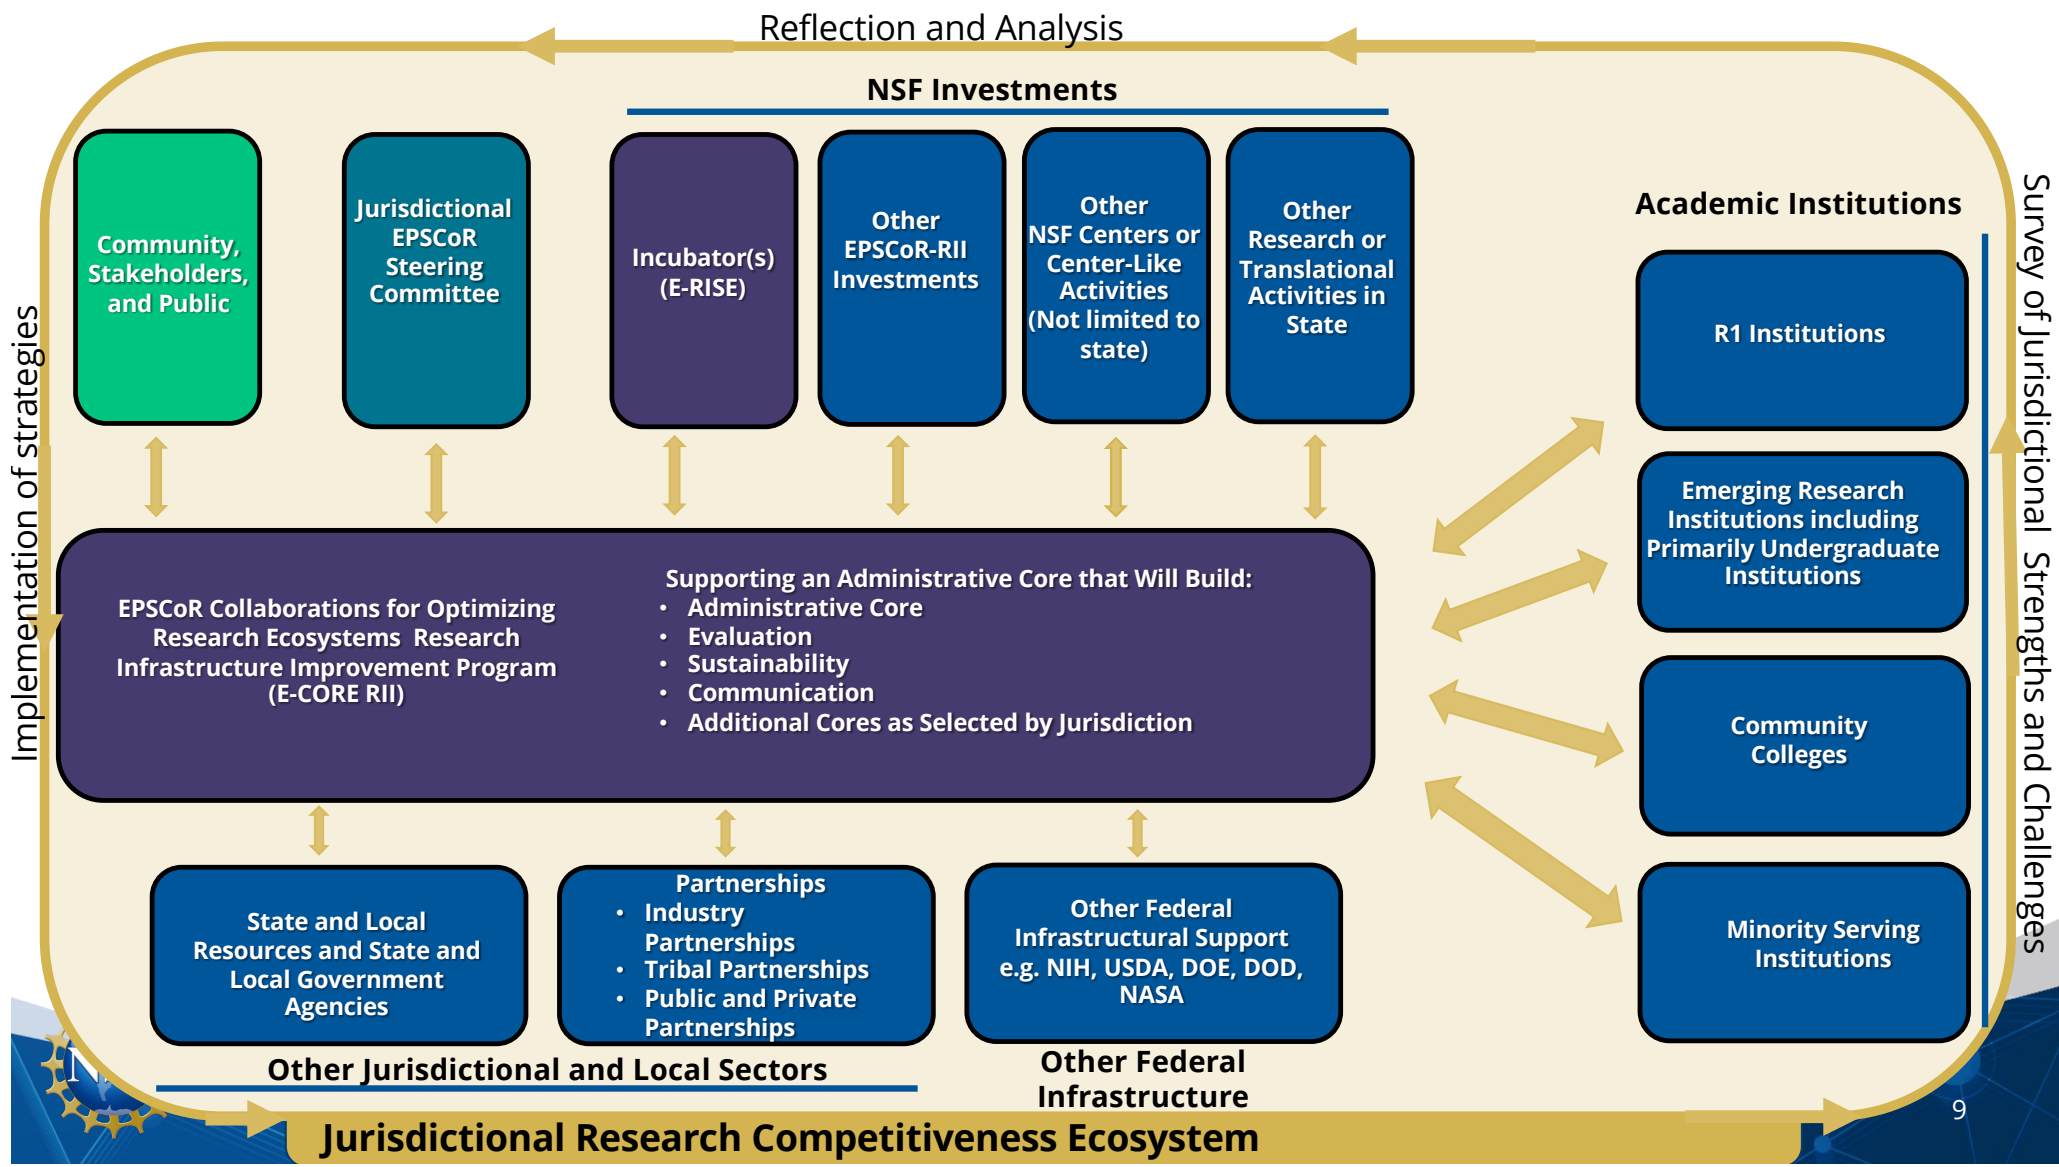 Reflection and Analysis
NSF Investments
Community,
Stakeholders,
and Public
Jurisdictional
EPSCoR
Steering
Committee
Incubator(s)
(E-RISE)
Other
EPSCoR-RII
Investments
Other
NSF Centers or
Center-Like
Activities
(Not limited to
state)
Other
Research or
Translational
Activities in
State
Academic Institutions
R1 Institutions
Emerging Research
Institutions including
Primarily Undergraduate
Institutions
Community
Colleges
Minority Serving
Institutions
Survey of Jurisdictional Strengths and Challenges
Implementation of strategies
EPSCoR Collaborations for Optimizing
Research Ecosystems Research
Infrastructure Improvement Program
(E-CORE RII)
Supporting an Administrative Core that Will Build:
• Administrative Core
• Evaluation
• Sustainability
• Communication
• Additional Cores as Selected by Jurisdiction
State and Local
Resources and State and
Local Government
Agencies
Partnerships
• Industry
Partnerships
• Tribal Partnerships
• Public and Private
Partnerships
Other Federal
Infrastructural Support
e.g. NIH, USDA, DOE, DOD,
NASA
Other Jurisdictional and Local Sectors
Other Federal
Infrastructure
Jurisdictional Research Competitiveness Ecosystem
9